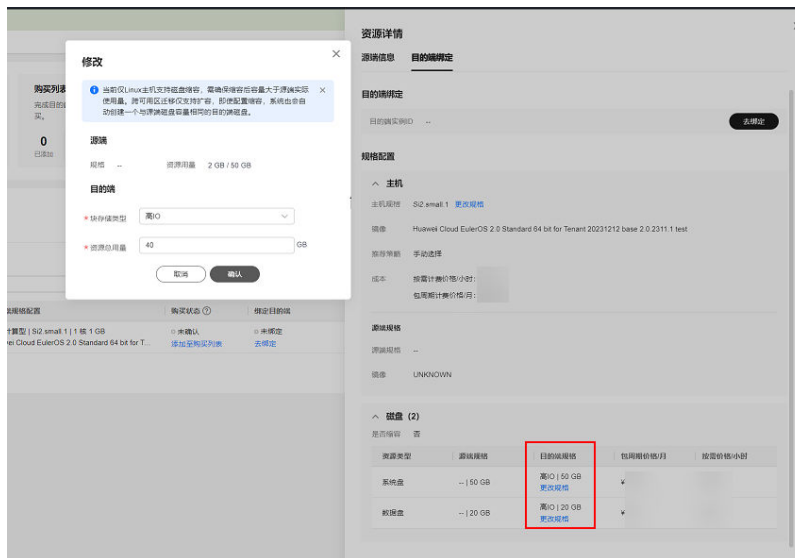 资源详情
源端信息 目的端绑定
目的端绑定
目的端实例ID --
去绑定
规格配置
主机
主机规格 Si2.small.1 更改规格
镜像 Huawei Cloud EulerOS 2.0 Standard 64 bit for Tenant 20231212 base 2.0.2311.1 test
推荐策略 手动选择
成本 按需计费价格/小时:
包周期计费价格/月:
源端规格
源端规格 --
镜像 UNKNOWN
磁盘 (2)
是否缩容 否
资源类型 源端规格 目的端规格 包周期价格/月 按需价格/小时
系统盘 -- | 50 GB 高IO | 50 GB
更改规格
¥
数据盘 -- | 20 GB 高IO | 20 GB
更改规格
¥
修改
当前仅Linux主机支持磁盘缩容，需确保缩容后容量大于源端实际
使用量。跨可用区迁移仅支持扩容，即使配置缩容，系统也会自
动创建一个与源端磁盘容量相同的目的端磁盘。
源端
规格 -- 资源用量 2 GB / 50 GB
目的端
* 块存储类型 高IO
* 资源总用量 40 GB
取消 确认
购买列表
完成目的
买。
0
已添加
规格配置 购买状态 绑定目的端
计算型 | Si2.small.1 | 1 核 1 GB 未确认 未绑定
Cloud EulerOS 2.0 Standard 64 bit for T... 添加至购买列表 去绑定